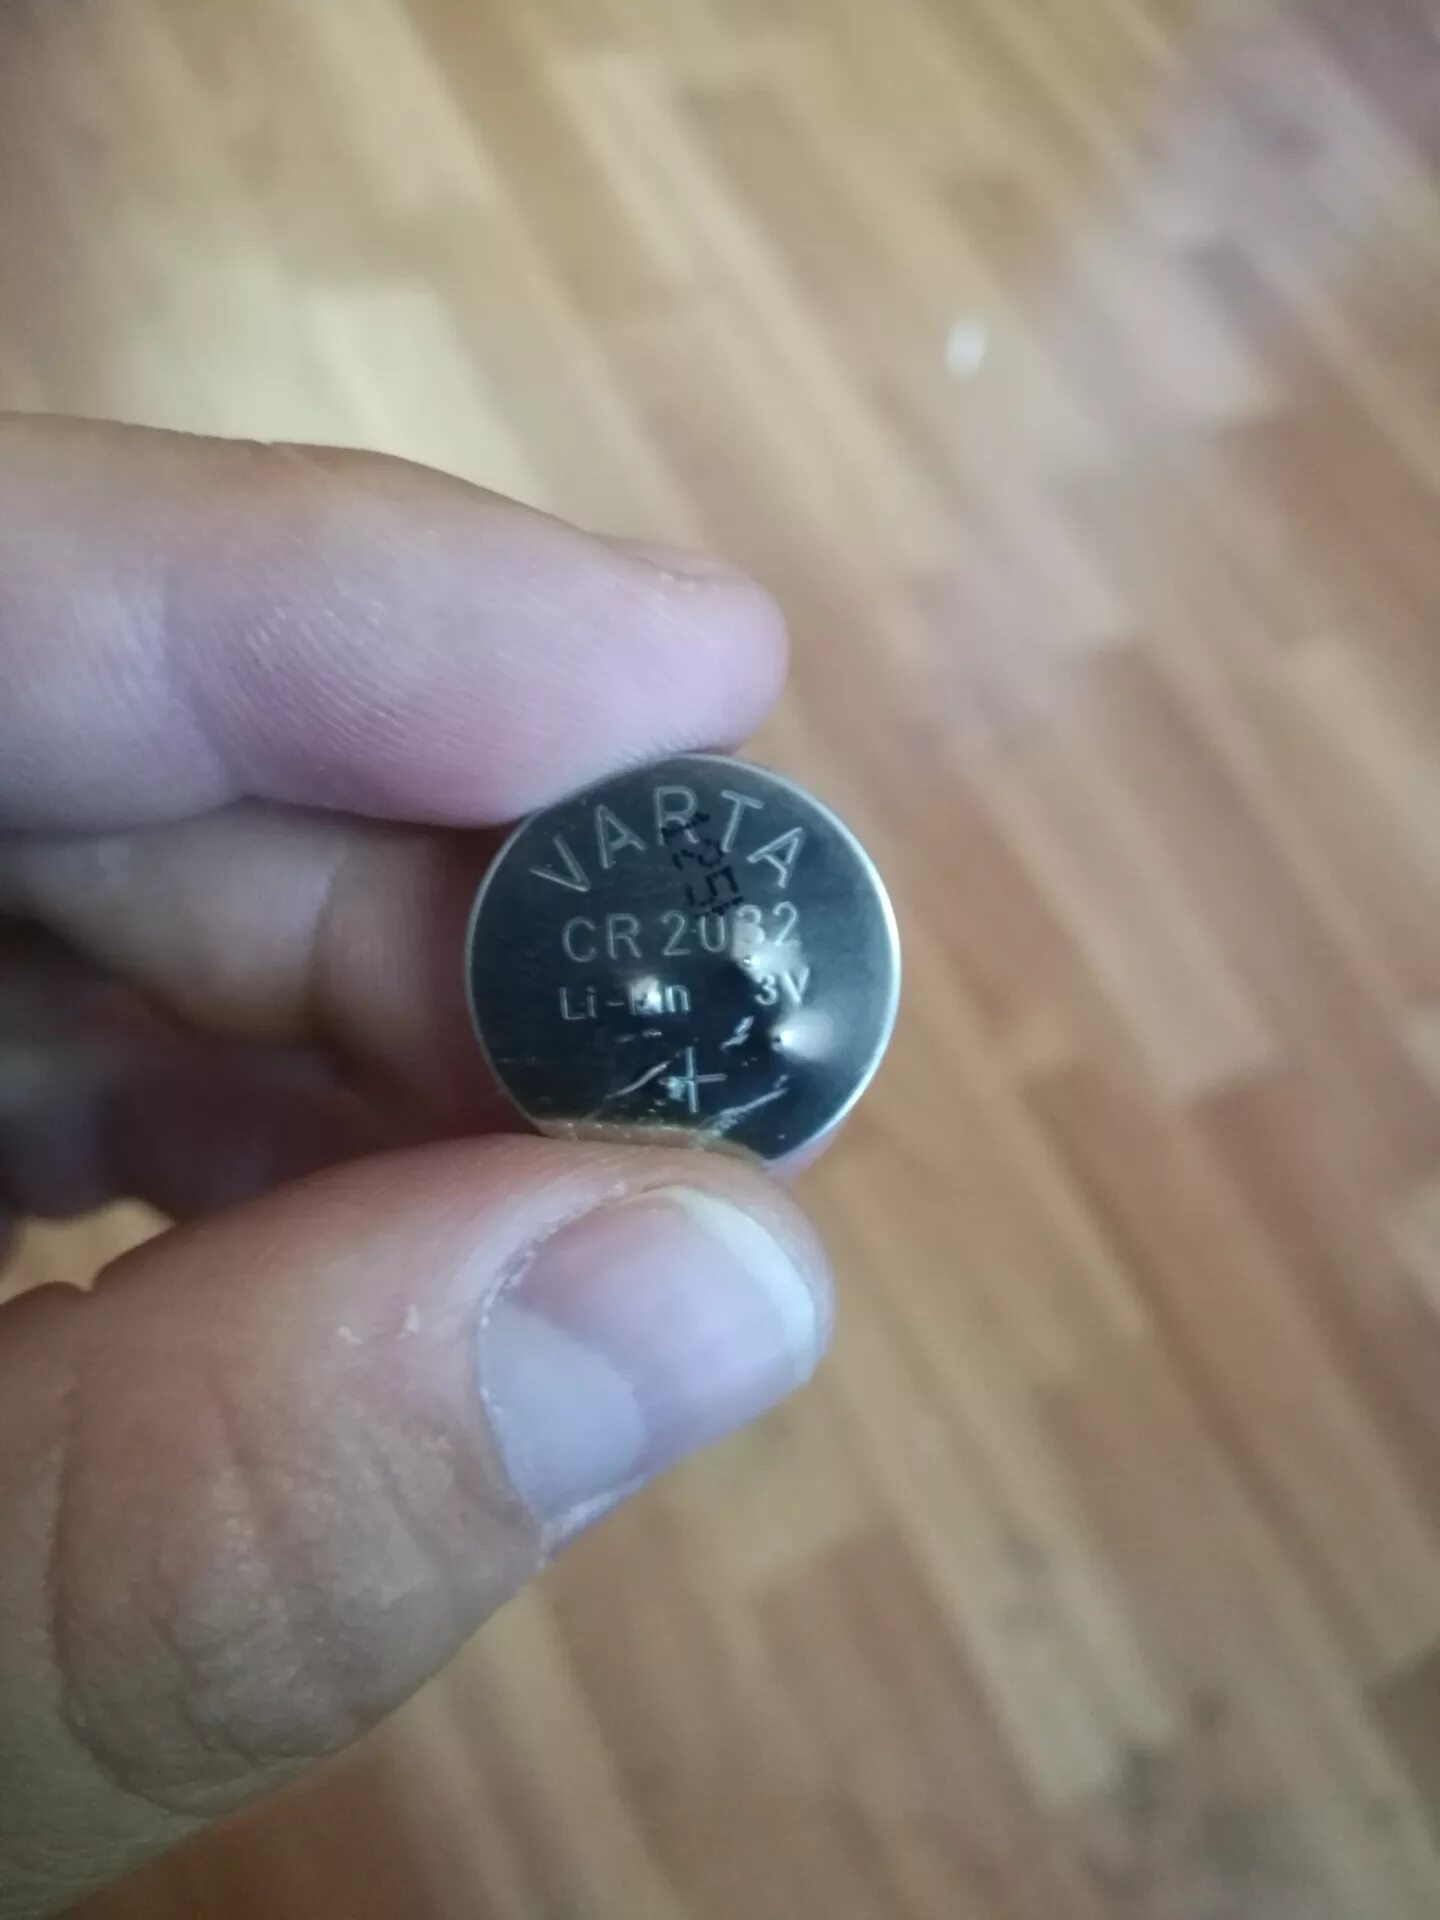 VARTA
CR 2032
Li-Mn 3V
+